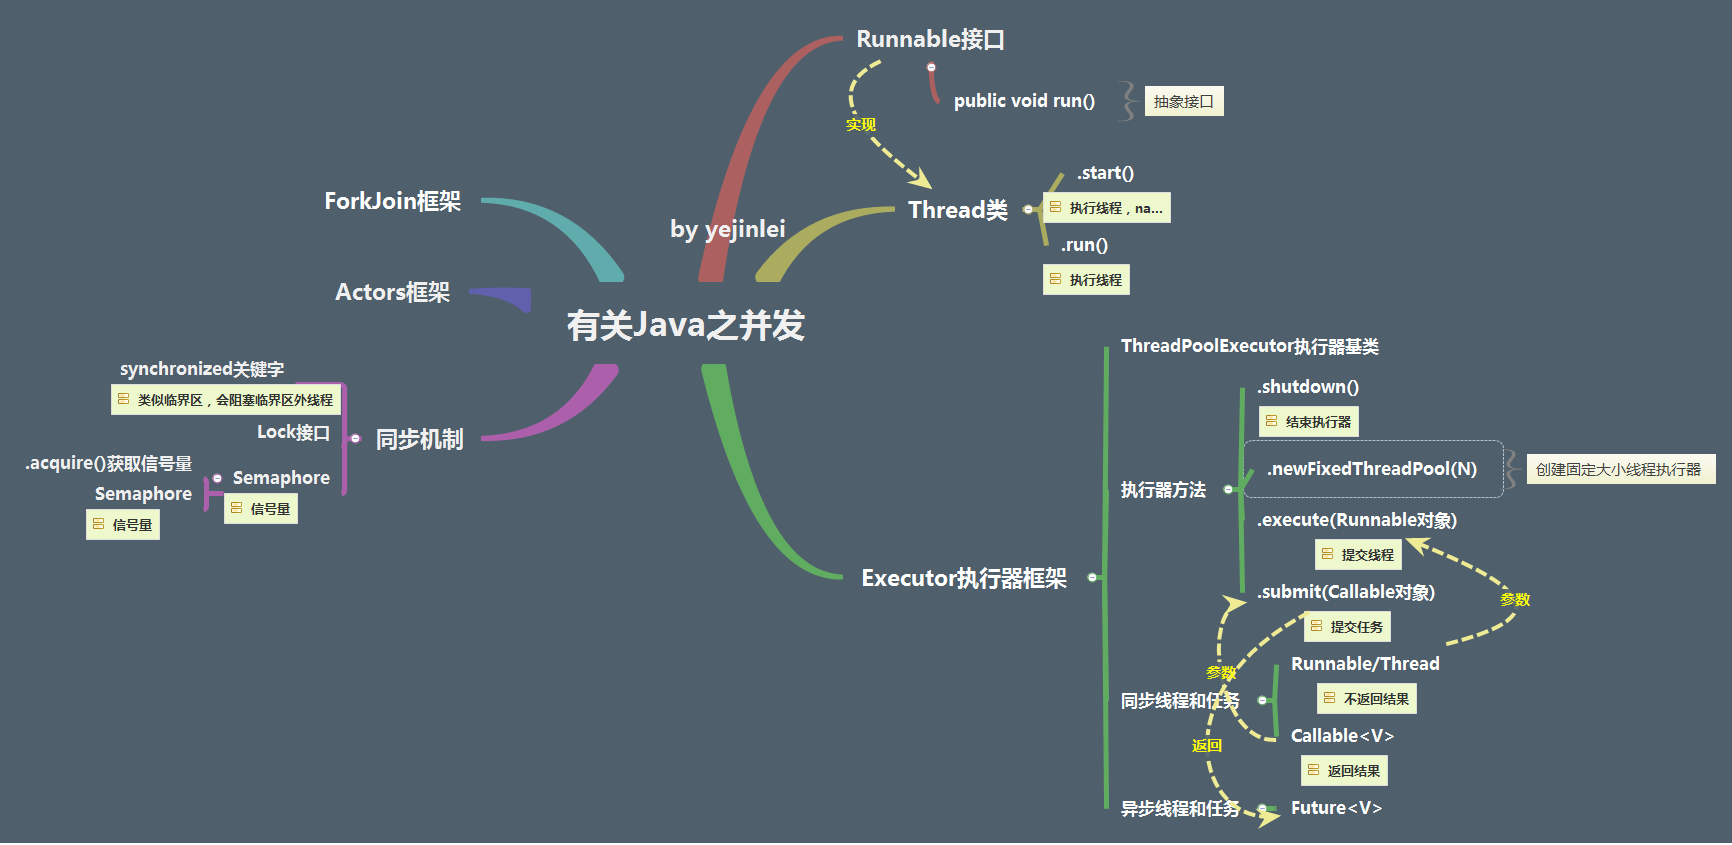 有关Java之并发
by yejinlei
Runnable接口
public void run()
抽象接口
实现
Thread类
.start()
执行线程，na...
.run()
执行线程
Executor执行器框架
ThreadPoolExecutor执行器基类
执行器方法
.shutdown()
结束执行器
.newFixedThreadPool(N)
创建固定大小线程执行器
.execute(Runnable对象)
提交线程
.submit(Callable对象)
提交任务
参数
参数
返回
同步线程和任务
Runnable/Thread
不返回结果
Callable<V>
返回结果
异步线程和任务
Future<V>
ForkJoin框架
Actors框架
同步机制
synchronized关键字
类似临界区，会阻塞临界区外线程
Lock接口
Semaphore
信号量
.acquire()获取信号量
Semaphore
信号量